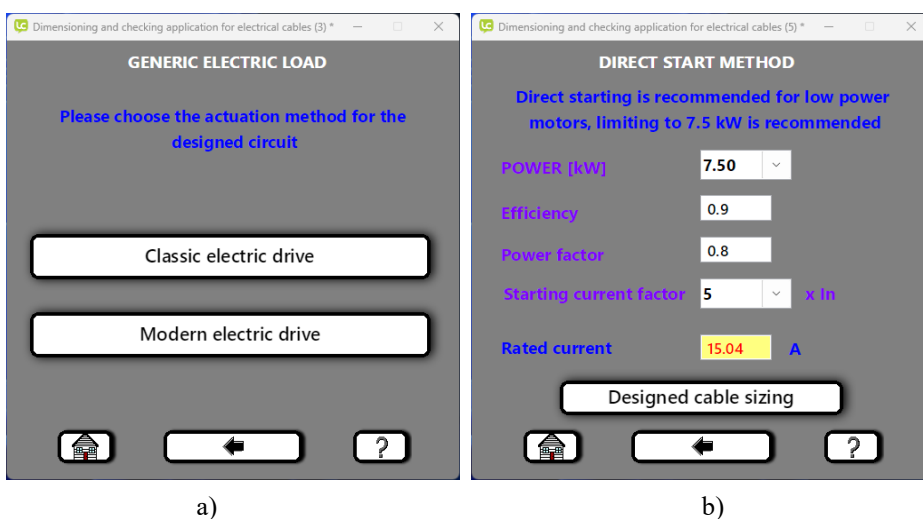 Dimensioning and checking application for electrical cables (3) *
GENERIC ELECTRIC LOAD
Please choose the actuation method for the
designed circuit
Classic electric drive
Modern electric drive
?
a)
Dimensioning and checking application for electrical cables (5) *
DIRECT START METHOD
Direct starting is recommended for low power
motors, limiting to 7.5 kW is recommended
POWER [kW] 7.50
Efficiency 0.9
Power factor 0.8
Starting current factor 5 x In
Rated current 15.04 A
Designed cable sizing
?
b)